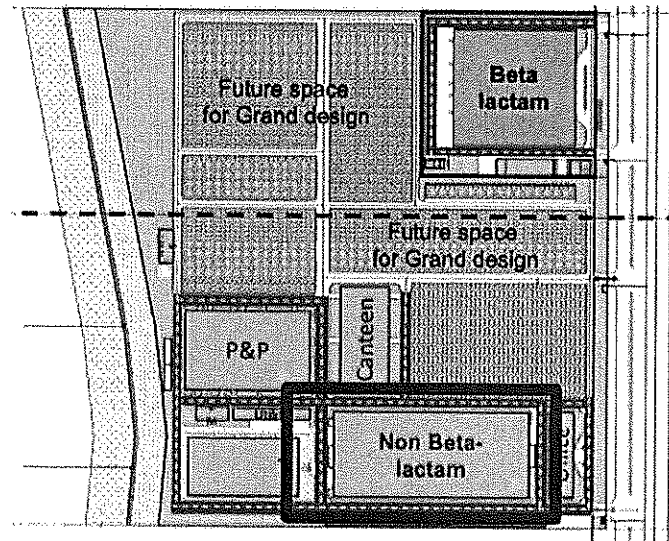 Beta
lactam
Future space
for Grand design
Future space
for Grand design
P&P
Canteen
Non Beta-
lactam